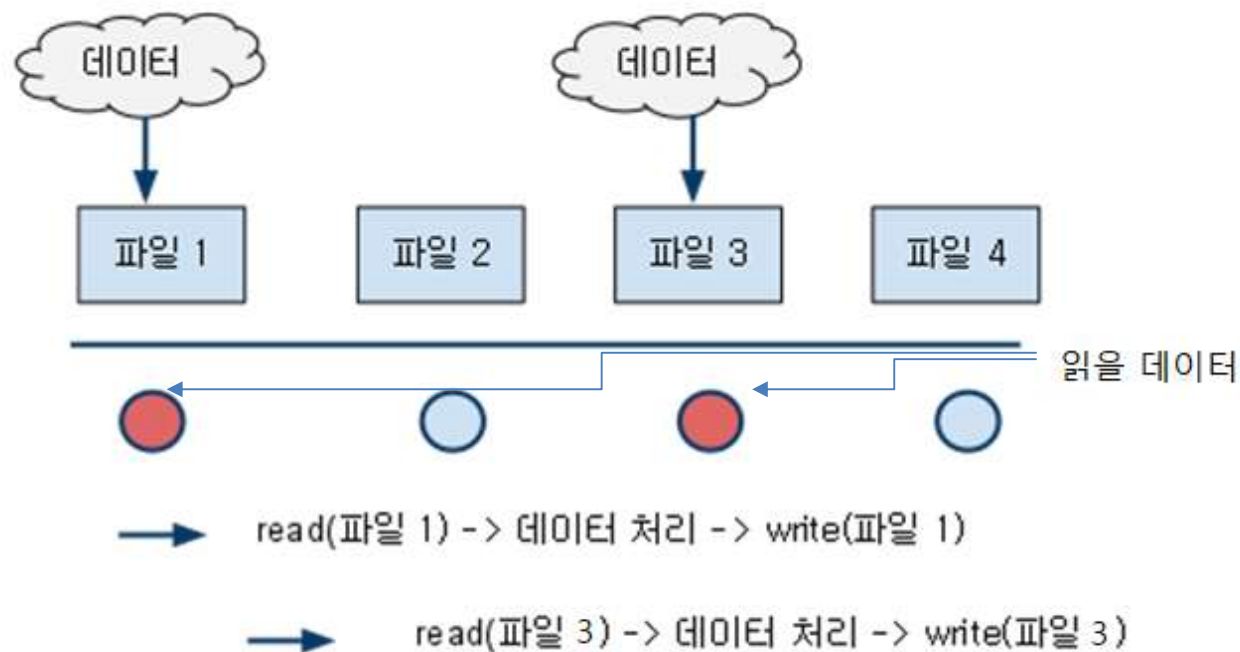 데이터
데이터
파일 1
파일 2
파일 3
파일 4
읽을 데이터
read(파일 1) -> 데이터 처리 -> write(파일 1)
read(파일 3) -> 데이터 처리 -> write(파일 3)